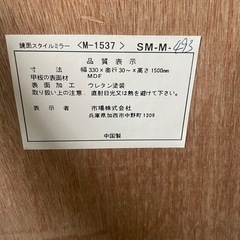 鏡面スタイルミラー <M-1537> SM-M-493
品質表示
寸法 幅330×奥行30~×高さ1500mm
甲板の表面材 MDF
表面加工 ウレタン塗装
取り扱い上の注意 直射日光又は熱を避けて下さい。
表示者 市場株式会社
兵庫県加西市中野町1309
中国製